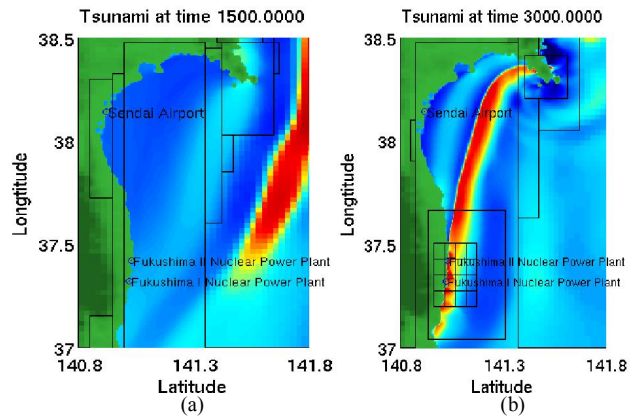 Tsunami at time 1500.0000
38.5
38
37.5
37
Longtitude
Sendai Airport
Fukushima II Nuclear Power Plant
Fukushima I Nuclear Power Plant
140.8
141.3
141.8
Latitude
(a)
Tsunami at time 3000.0000
38.5
38
37.5
37
Longtitude
Sendai Airport
Fukushima II Nuclear Power Plant
Fukushima I Nuclear Power Plant
140.8
141.3
141.8
Latitude
(b)